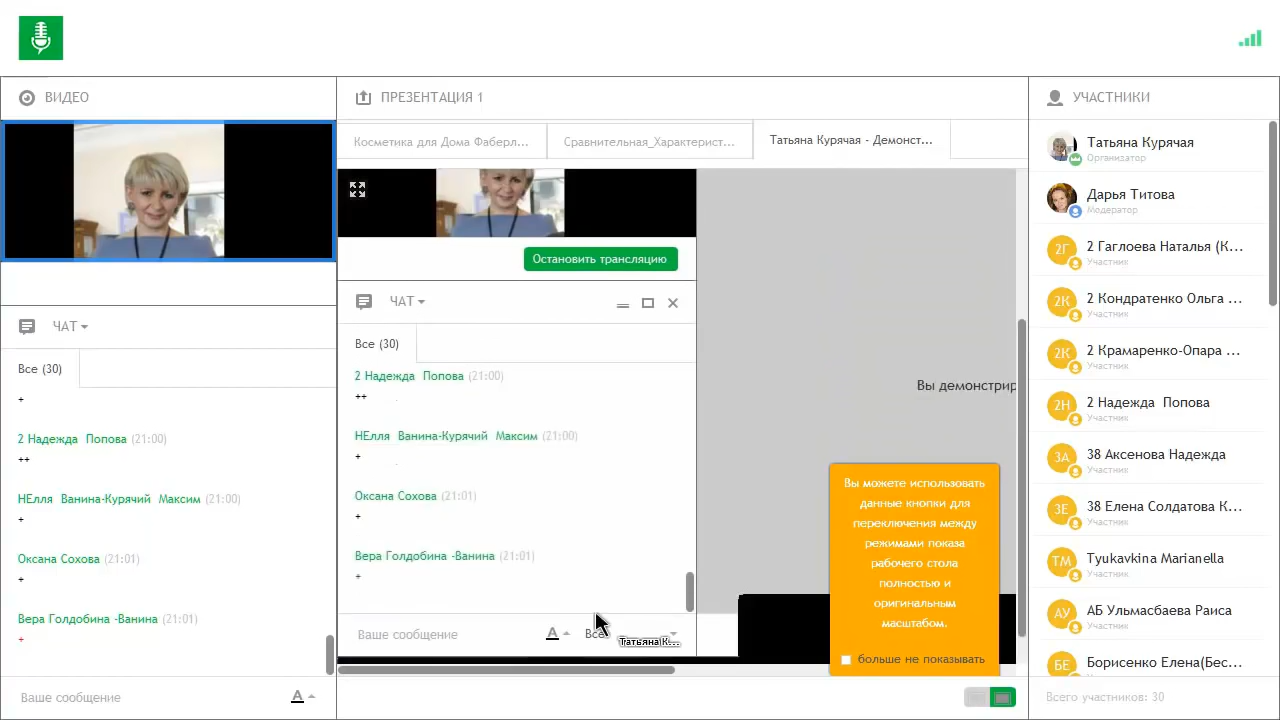 ВИДЕО
ПРЕЗЕНТАЦИЯ 1
УЧАСТНИКИ
Косметика для Дома Фаберл...
Сравнительная_Характерист...
Татьяна Курячая - Демонст...
Остановить трансляцию
ЧАТ
Все (30)
+
2 Надежда Попова (21:00)
++
НЕлля Ванина-Курячий Максим (21:00)
+
Оксана Сохова (21:01)
+
Вера Голдобина -Ванина (21:01)
+
Ваше сообщение
A
ЧАТ
Все (30)
2 Надежда Попова (21:00)
++
НЕлля Ванина-Курячий Максим (21:00)
+
Оксана Сохова (21:01)
+
Вера Голдобина -Ванина (21:01)
+
Ваше сообщение
A
Все
Татьяна К...
Вы демонстрир
Вы можете использовать
данные кнопки для
переключения между
режимами показа
рабочего стола
полностью и
оригинальным
масштабом.
больше не показывать
Татьяна Курячая
Организатор
Дарья Титова
Модератор
2Г
2 Гаглоева Наталья (К...
Участник
2К
2 Кондратенко Ольга ...
Участник
2К
2 Крамаренко-Опара ...
Участник
2Н
2 Надежда Попова
Участник
3А
38 Аксенова Надежда
Участник
3Е
38 Елена Солдатова К...
Участник
TM
Tyukavkina Marianella
Участник
АУ
АБ Ульмасбаева Раиса
Участник
БЕ
Борисенко Елена(Бес...
Участник
Всего участников: 30